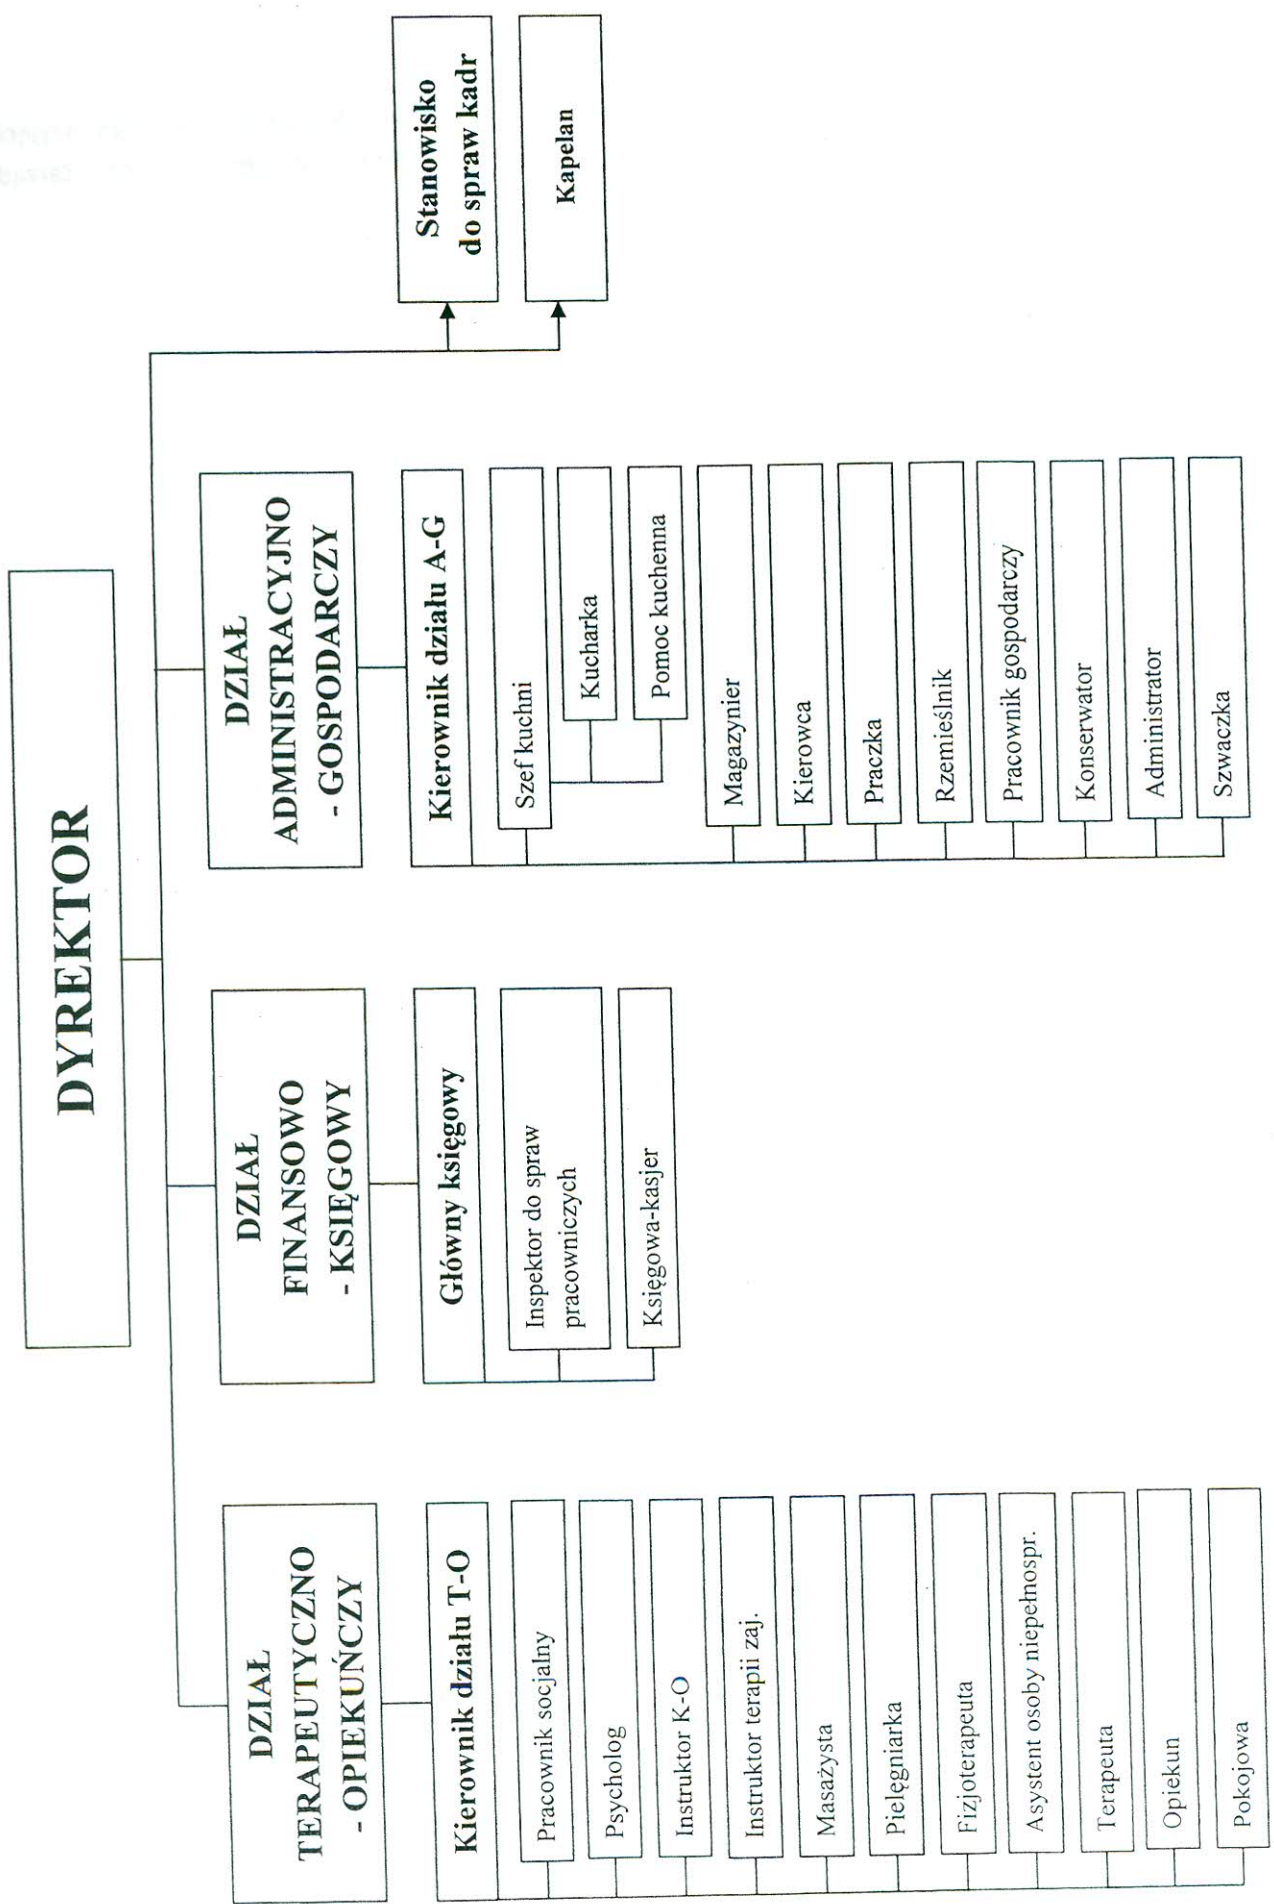 DYREKTOR
DZIAŁ
TERAPEUTYCZNO
- OPIEKUŃCZY
Kierownik działu T-O
Pracownik socjalny
Psycholog
Instruktor K-O
Instruktor terapii zaj.
Masażysta
Pielęgniarka
Fizjoterapeuta
Asystent osoby niepełnospr.
Terapeuta
Opiekun
Pokojowa
DZIAŁ
FINANSOWO
- KSIĘGOWY
Główny księgowy
Inspektor do spraw
pracowniczych
Księgowa-kasjer
DZIAŁ
ADMINISTRACYJNO
- GOSPODARCZY
Kierownik działu A-G
Szef kuchni
Kucharka
Pomoc kuchenna
Magazynier
Kierowca
Praczka
Rzemieślnik
Pracownik gospodarczy
Konserwator
Administrator
Szwaczka
Stanowisko
do spraw kadr
Kapelan